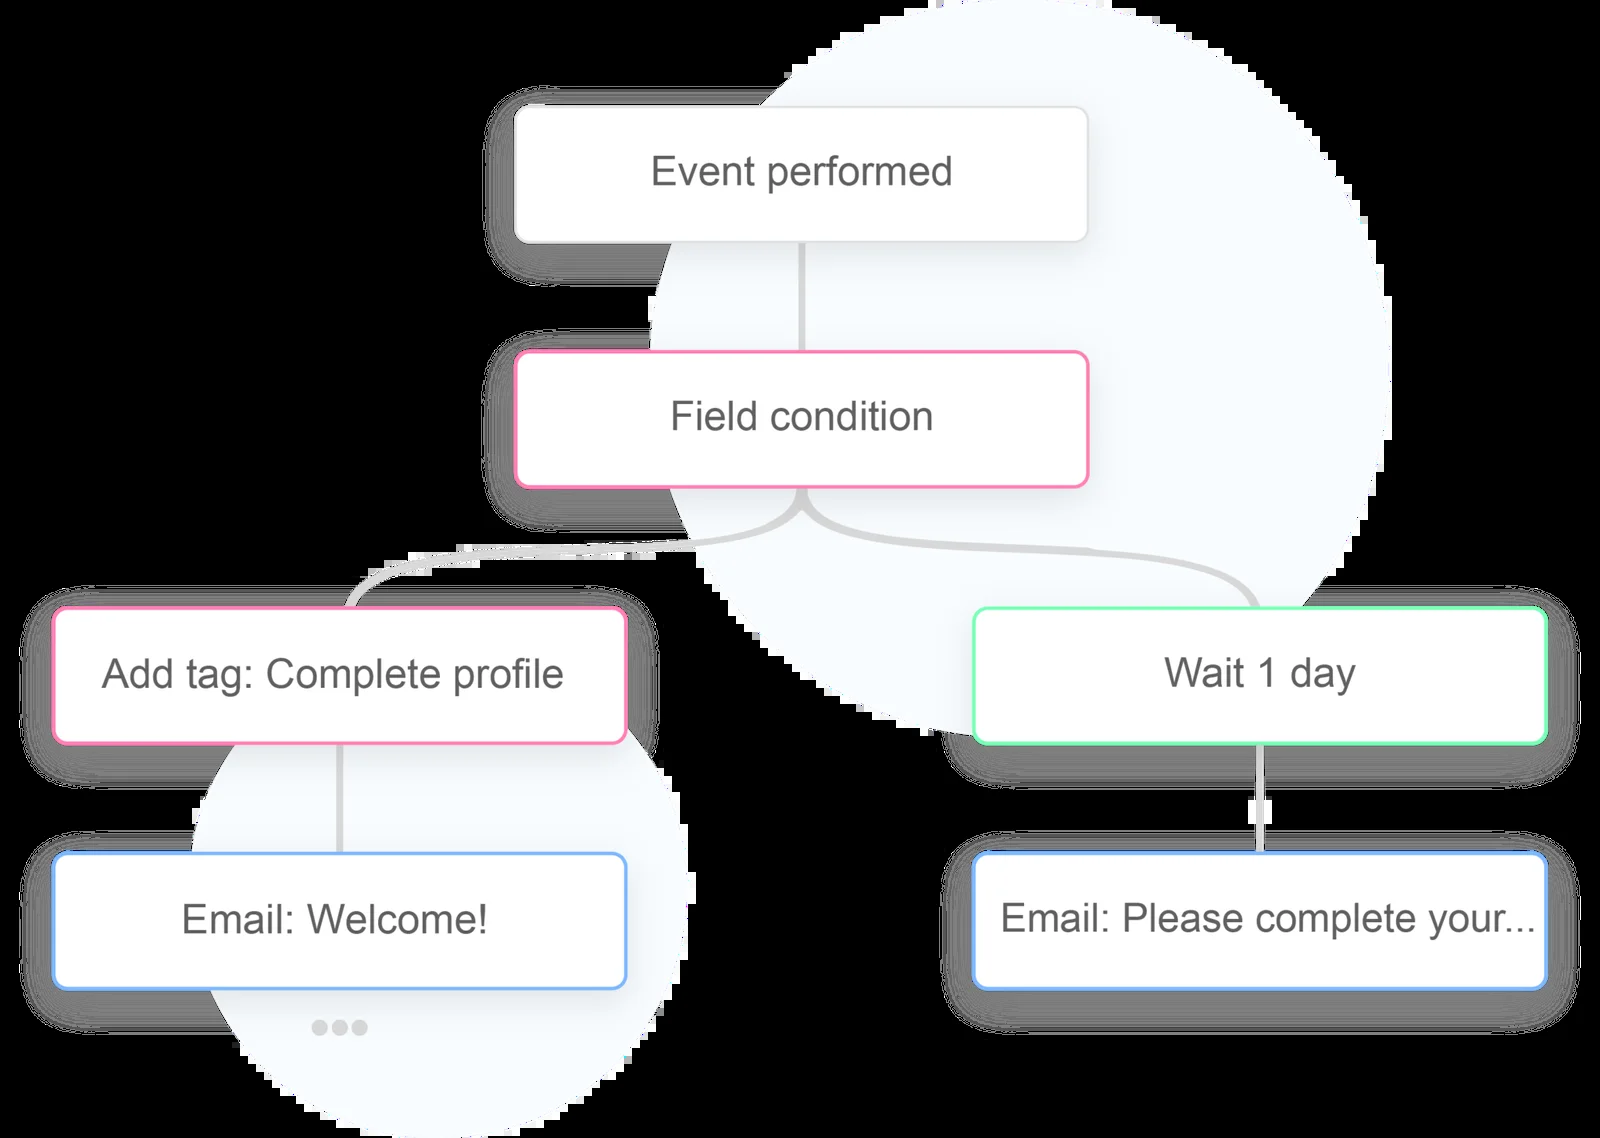 Event performed
Field condition
Add tag: Complete profile
Wait 1 day
Email: Welcome!
Email: Please complete your...